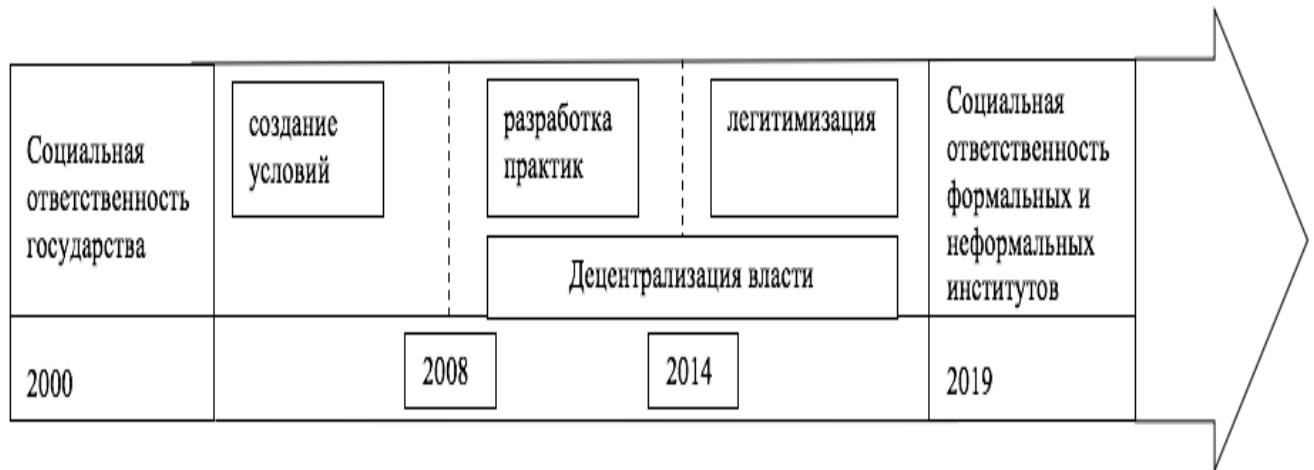 Социальная
ответственность
государства
создание
условий
разработка
практик
легитимизация
Децентрализация власти
Социальная
ответственность
формальных и
неформальных
институтов
2000
2008
2014
2019